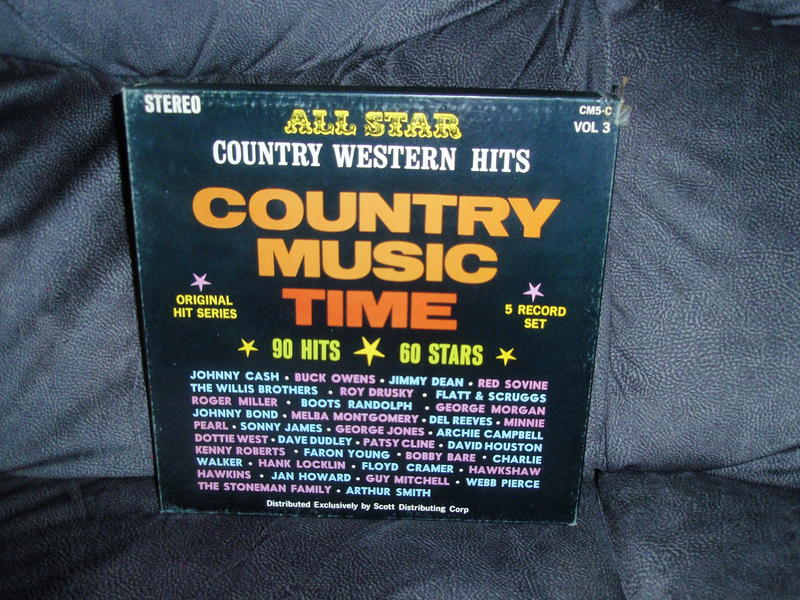 STEREO
CM5-C
VOL 3
ALL STAR
COUNTRY WESTERN HITS
COUNTRY
MUSIC
TIME
ORIGINAL
HIT SERIES
5 RECORD
SET
90 HITS 60 STARS
JOHNNY CASH • BUCK OWENS • JIMMY DEAN • RED SOVINE
THE WILLIS BROTHERS • ROY DRUSKY • FLATT & SCRUGGS
ROGER MILLER • BOOTS RANDOLPH • GEORGE MORGAN
JOHNNY BOND • MELBA MONTGOMERY • DEL REEVES • MINNIE
PEARL • SONNY JAMES • GEORGE JONES • ARCHIE CAMPBELL
DOTTIE WEST • DAVE DUDLEY • PATSY CLINE • DAVID HOUSTON
KENNY ROBERTS • FARON YOUNG • BOBBY BARE • CHARLIE
WALKER • HANK LOCKLIN • FLOYD CRAMER • HAWKSHAW
HAWKINS • JAN HOWARD • GUY MITCHELL • WEBB PIERCE
THE STONEMAN FAMILY • ARTHUR SMITH
Distributed Exclusively by Scott Distributing Corp